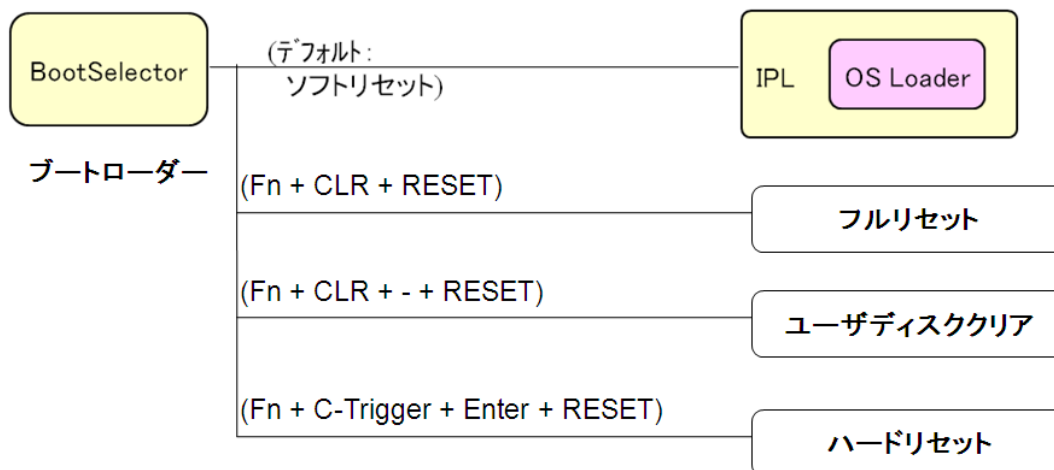 BootSelector
(デフォルト:
ソフトリセット)
IPL
OS Loader
ブートローダー
(Fn + CLR + RESET)
フルリセット
(Fn + CLR + - + RESET)
ユーザディスククリア
(Fn + C-Trigger + Enter + RESET)
ハードリセット